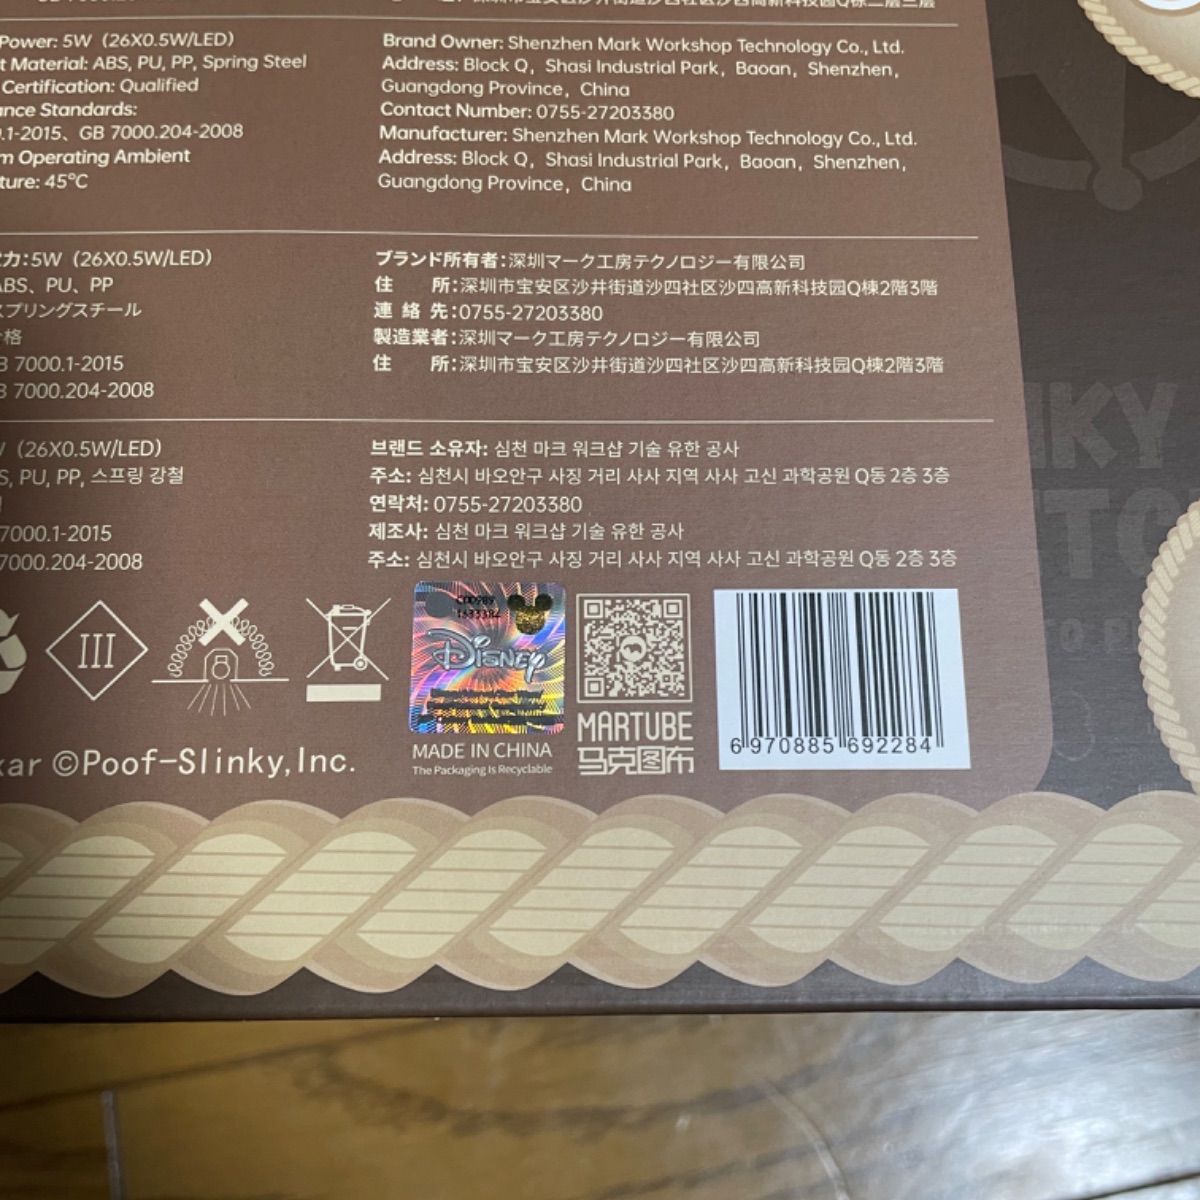 Power: 5W（26X0.5W/LED）
t Material: ABS, PU, PP, Spring Steel
Certification: Qualified
ance Standards:
.1-2015、GB 7000.204-2008
m Operating Ambient
ture: 45℃
Brand Owner: Shenzhen Mark Workshop Technology Co., Ltd.
Address: Block Q，Shasi Industrial Park，Baoan，Shenzhen，
Guangdong Province，China
Contact Number: 0755-27203380
Manufacturer: Shenzhen Mark Workshop Technology Co., Ltd.
Address: Block Q，Shasi Industrial Park，Baoan，Shenzhen，
Guangdong Province，China
力:5W（26X0.5W/LED）
ABS、PU、PP
スプリングスチール
格
B 7000.1-2015
B 7000.204-2008
ブランド所有者:深圳マーク工房テクノロジー有限公司
住 所:深圳市宝安区沙井街道沙四社区沙四高新科技园Q棟2階3階
連 絡 先:0755-27203380
製造業者:深圳マーク工房テクノロジー有限公司
住 所:深圳市宝安区沙井街道沙四社区沙四高新科技园Q棟2階3階
（26X0.5W/LED）
S, PU, PP, 스프링 강철
7000.1-2015
7000.204-2008
브랜드 소유자: 심천 마크 워크샵 기술 유한 공사
주소: 심천시 바오안구 사징 거리 사사 지역 사사 고신 과학공원 Q동 2층 3층
연락처: 0755-27203380
제조사: 심천 마크 워크샵 기술 유한 공사
주소: 심천시 바오안구 사징 거리 사사 지역 사사 고신 과학공원 Q동 2층 3층
III
Disney
MADE IN CHINA
The Packaging Is Recyclable
MARTUBE
马克图布
6 970885 692284
xar ©Poof-Slinky,Inc.